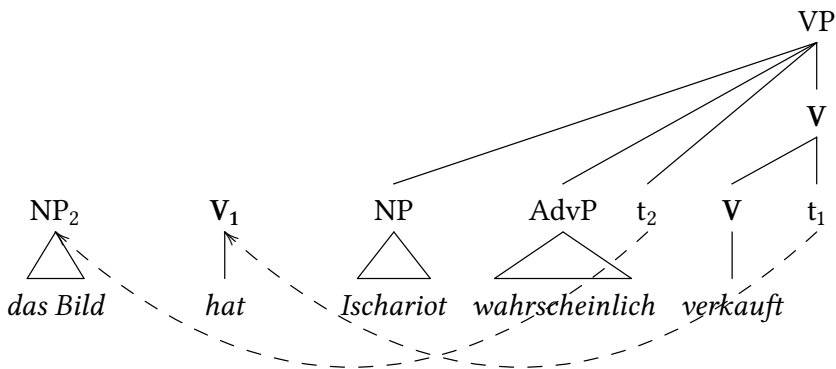 VP
V
NP₂ V₁ NP AdvP t₂ V t₁
das Bild hat Ischariot wahrscheinlich verkauft